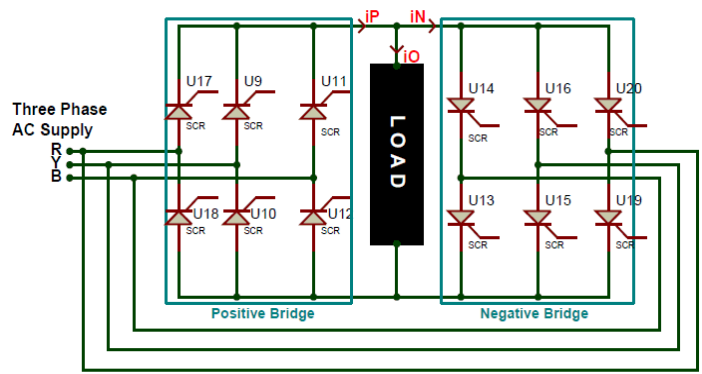 iP
iN
iO
U17
U9
U11
SCR
SCR
SCR
U14
U16
U20
SCR
SCR
SCR
Three Phase
AC Supply
R
Y
B
LOAD
U18
U10
U12
SCR
SCR
SCR
U13
U15
U19
SCR
SCR
SCR
Positive Bridge
Negative Bridge